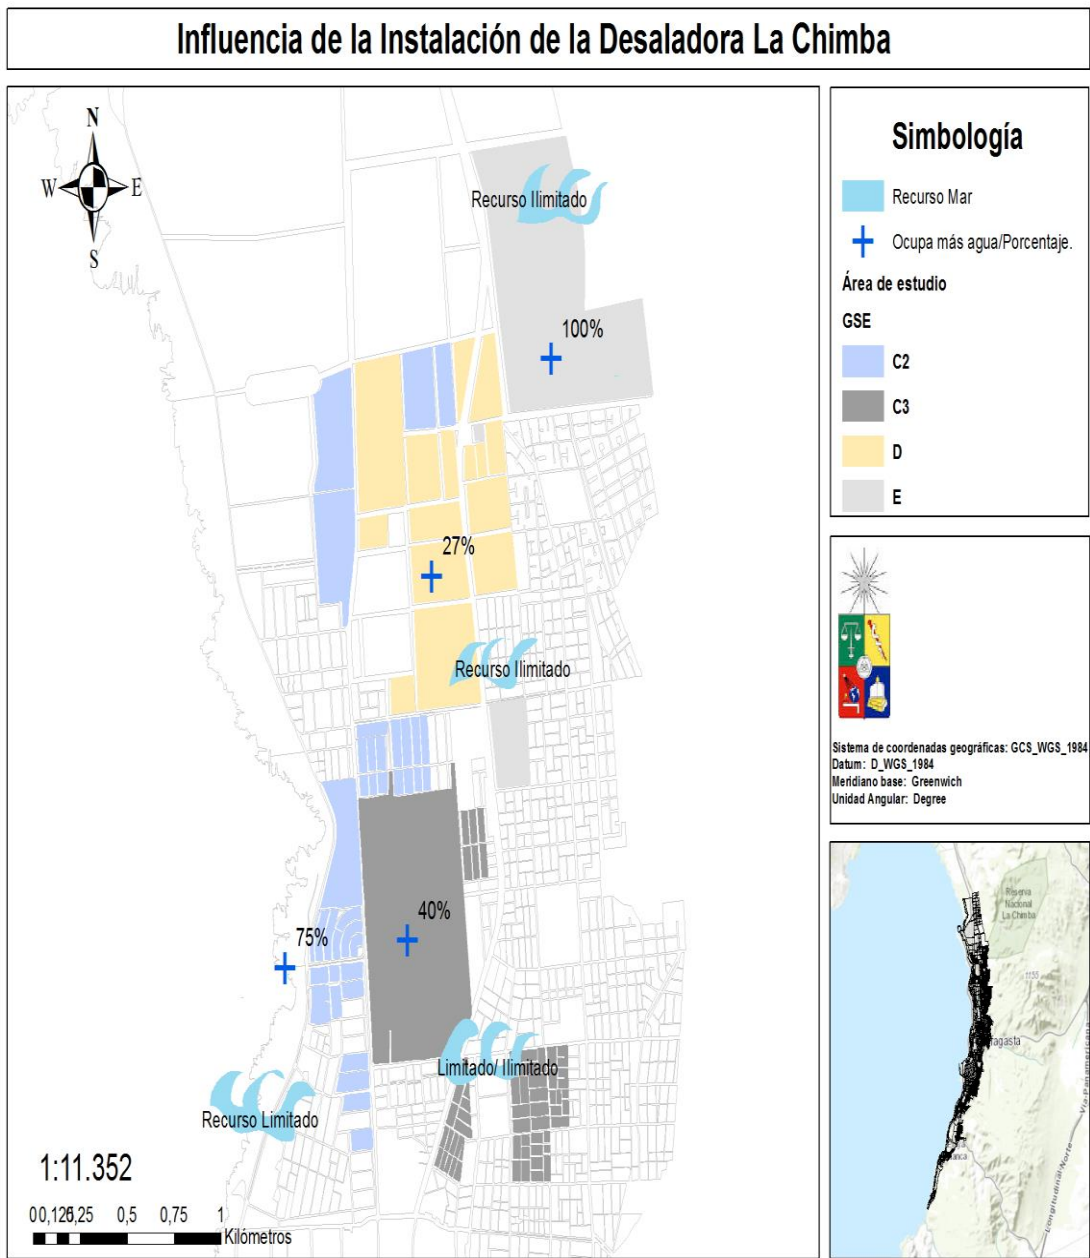 Influencia de la Instalación de la Desaladora La Chimba
N
W
E
S
Recurso Ilimitado
100%
27%
Recurso Ilimitado
40%
75%
Limitado/ Ilimitado
Recurso Limitado
1:11.352
0,5
0,75
1
Kilómetros
Simbología
Recurso Mar
Ocupa más agua/Porcentaje.
Área de estudio
GSE
C2
C3
D
E
Sistema de coordenadas geográficas: GCS_WGS_1984
Datum: D_WGS_1984
Meridiano base: Greenwich
Unidad Angular: Degree
Reserva
Nacional
La Chimba
1155
Longitudinal-Norte